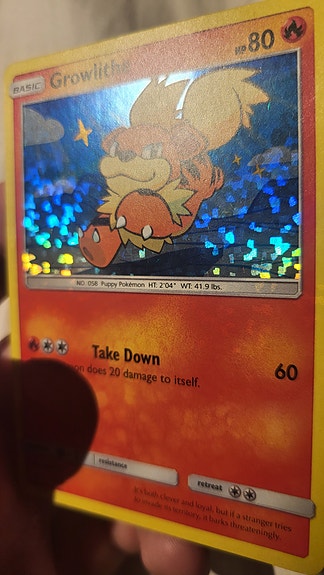 BASIC Growlithe HP 80
NO. 058 Puppy Pokémon HT: 2'04" WT: 41.9 lbs.
Take Down 60
does 20 damage to itself.
resistance retreat
It's both clever and loyal, but if a stranger tries
to invade its territory, it barks threateningly.